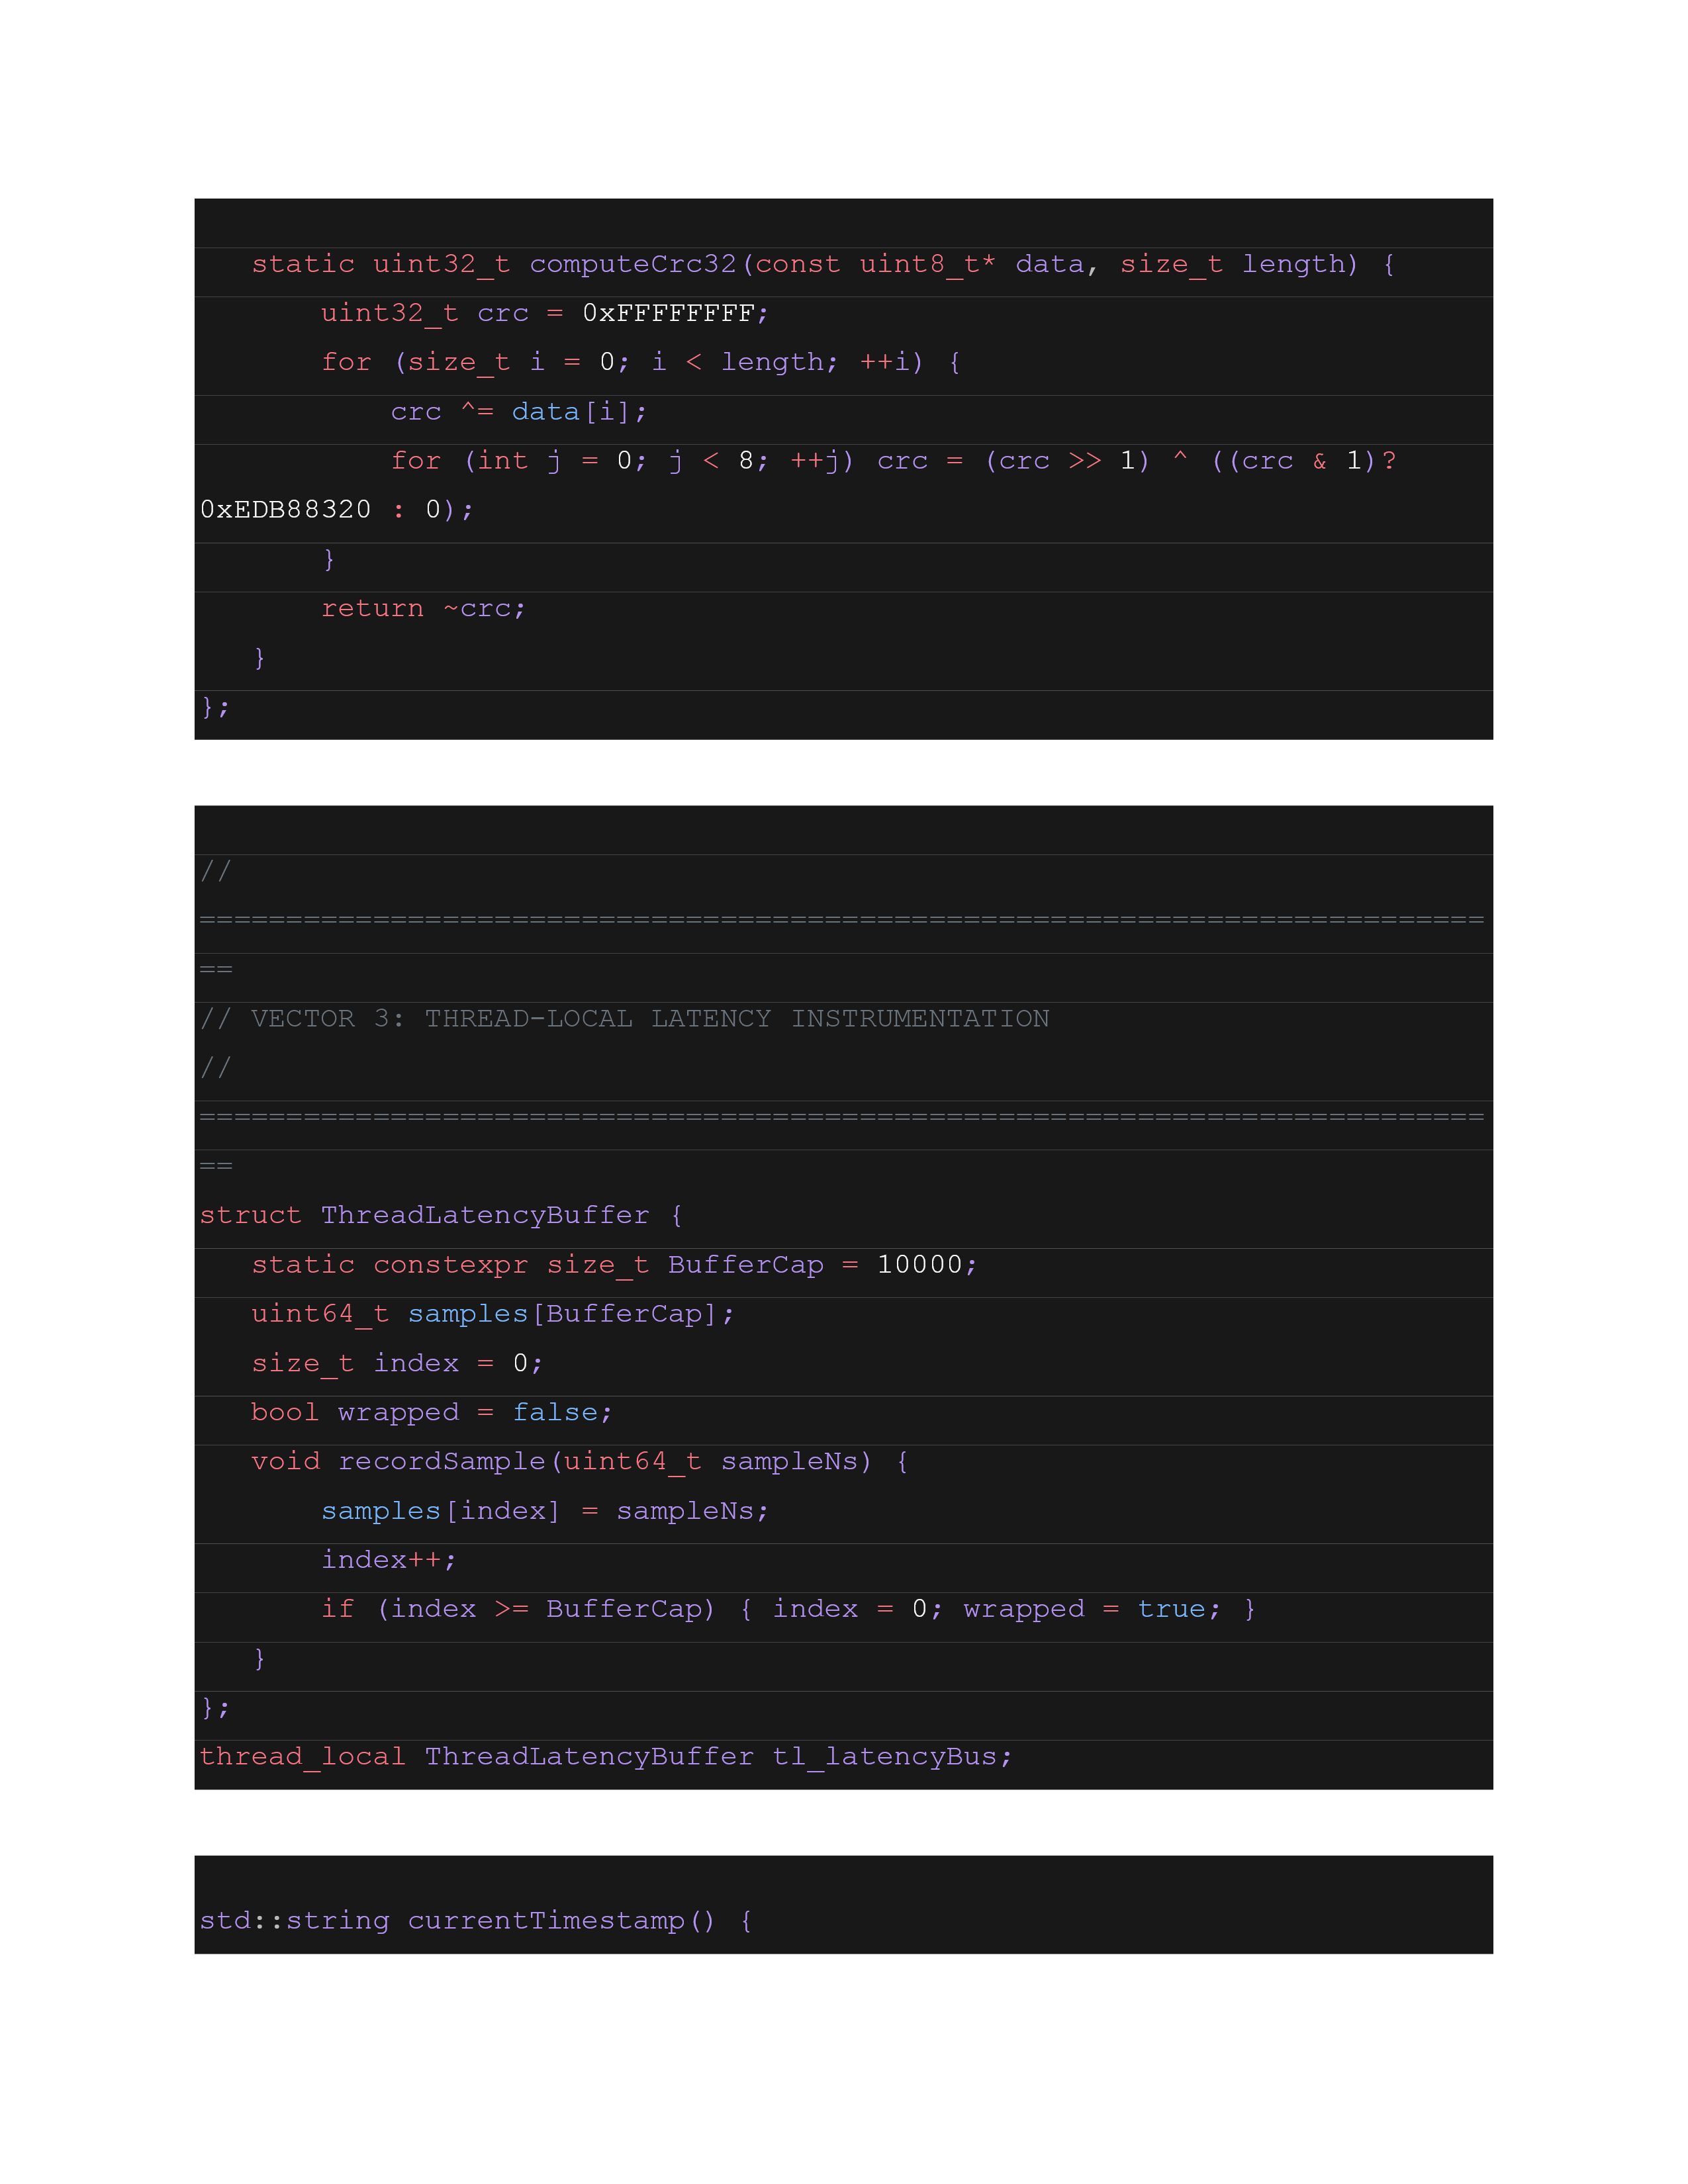 static uint32_t computeCrc32(const uint8_t* data, size_t length) {
       uint32_t crc = 0xFFFFFFFF;
       for (size_t i = 0; i < length; ++i) {
           crc ^= data[i];
           for (int j = 0; j < 8; ++j) crc = (crc >> 1) ^ ((crc & 1)?
0xEDB88320 : 0);
       }
       return ~crc;
   }
};
//
==========================================================================
==
// VECTOR 3: THREAD-LOCAL LATENCY INSTRUMENTATION
//
==========================================================================
==
struct ThreadLatencyBuffer {
   static constexpr size_t BufferCap = 10000;
   uint64_t samples[BufferCap];
   size_t index = 0;
   bool wrapped = false;
   void recordSample(uint64_t sampleNs) {
       samples[index] = sampleNs;
       index++;
       if (index >= BufferCap) { index = 0; wrapped = true; }
   }
};
thread_local ThreadLatencyBuffer tl_latencyBus;
std::string currentTimestamp() {